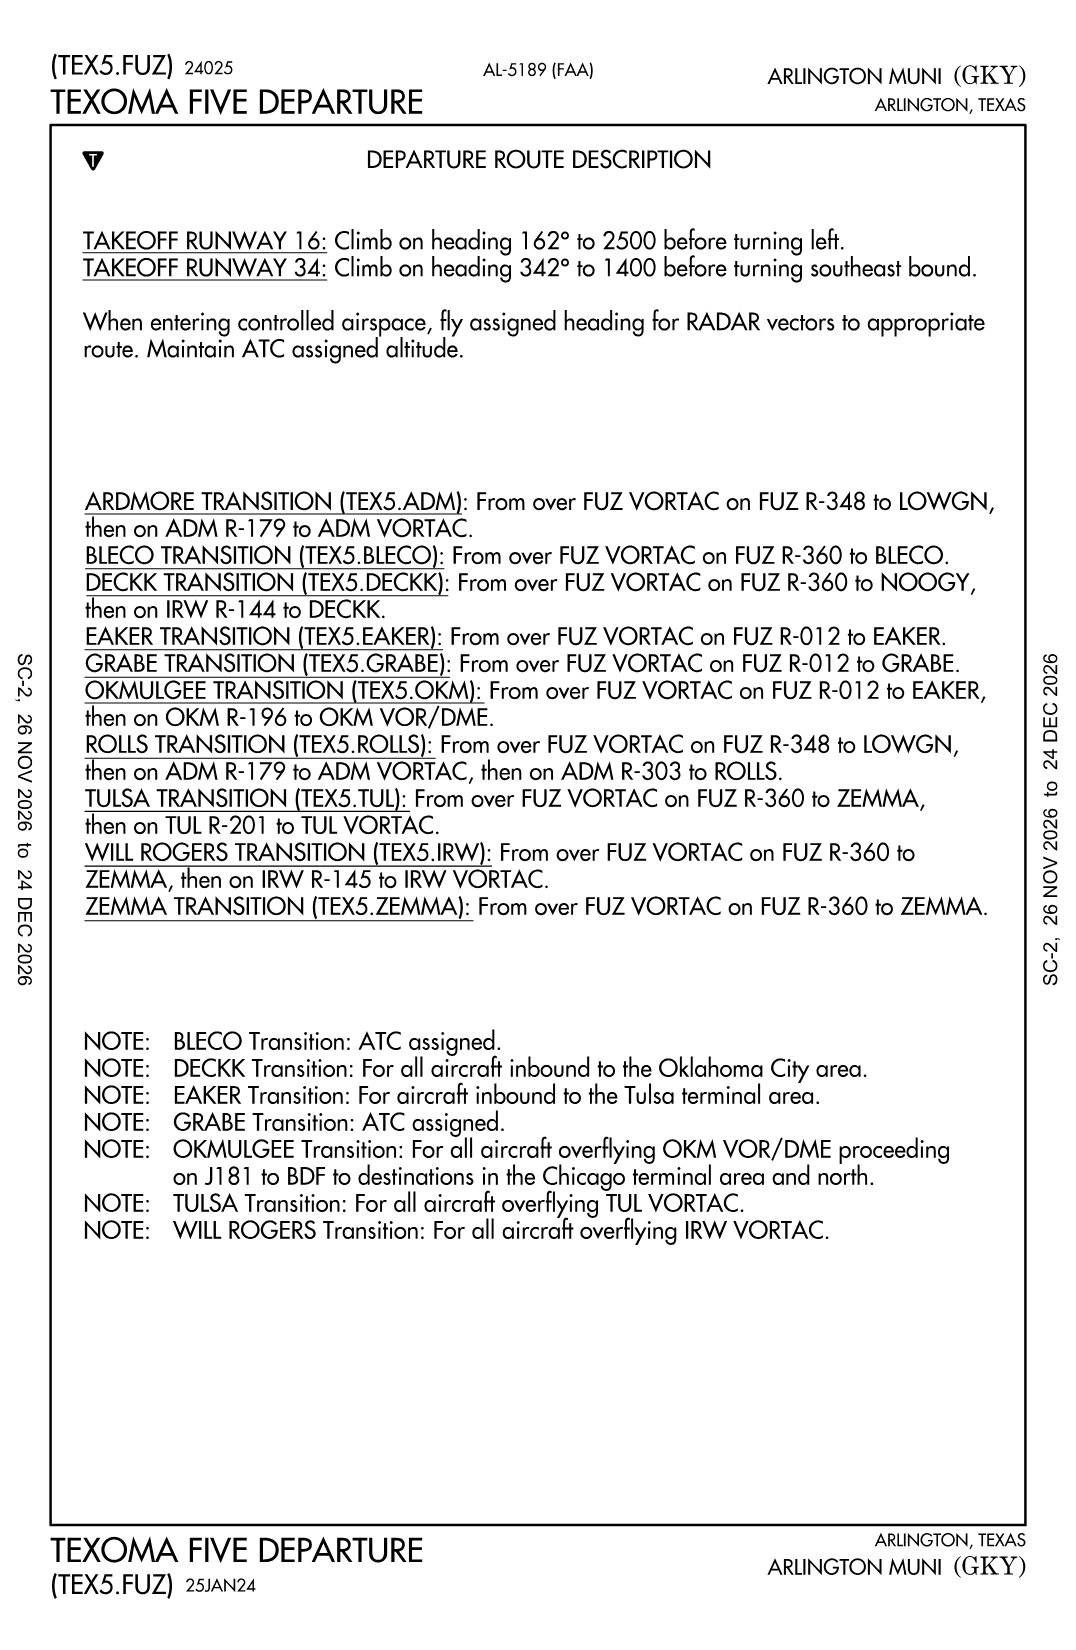 (TEX5.FUZ) 24025
AL-5189 (FAA)
ARLINGTON MUNI (GKY)
TEXOMA FIVE DEPARTURE
ARLINGTON, TEXAS
T
DEPARTURE ROUTE DESCRIPTION
TAKEOFF RUNWAY 16: Climb on heading 162° to 2500 before turning left.
TAKEOFF RUNWAY 34: Climb on heading 342° to 1400 before turning southeast bound.
When entering controlled airspace, fly assigned heading for RADAR vectors to appropriate
route. Maintain ATC assigned altitude.
ARDMORE TRANSITION (TEX5.ADM): From over FUZ VORTAC on FUZ R-348 to LOWGN,
then on ADM R-179 to ADM VORTAC.
BLECO TRANSITION (TEX5.BLECO): From over FUZ VORTAC on FUZ R-360 to BLECO.
DECKK TRANSITION (TEX5.DECKK): From over FUZ VORTAC on FUZ R-360 to NOOGY,
then on IRW R-144 to DECKK.
EAKER TRANSITION (TEX5.EAKER): From over FUZ VORTAC on FUZ R-012 to EAKER.
GRABE TRANSITION (TEX5.GRABE): From over FUZ VORTAC on FUZ R-012 to GRABE.
OKMULGEE TRANSITION (TEX5.OKM): From over FUZ VORTAC on FUZ R-012 to EAKER,
then on OKM R-196 to OKM VOR/DME.
ROLLS TRANSITION (TEX5.ROLLS): From over FUZ VORTAC on FUZ R-348 to LOWGN,
then on ADM R-179 to ADM VORTAC, then on ADM R-303 to ROLLS.
TULSA TRANSITION (TEX5.TUL): From over FUZ VORTAC on FUZ R-360 to ZEMMA,
then on TUL R-201 to TUL VORTAC.
WILL ROGERS TRANSITION (TEX5.IRW): From over FUZ VORTAC on FUZ R-360 to
ZEMMA, then on IRW R-145 to IRW VORTAC.
ZEMMA TRANSITION (TEX5.ZEMMA): From over FUZ VORTAC on FUZ R-360 to ZEMMA.
SC-2, 26 NOV 2026 to 24 DEC 2026
SC-2, 26 NOV 2026 to 24 DEC 2026
NOTE: BLECO Transition: ATC assigned.
NOTE: DECKK Transition: For all aircraft inbound to the Oklahoma City area.
NOTE: EAKER Transition: For aircraft inbound to the Tulsa terminal area.
NOTE: GRABE Transition: ATC assigned.
NOTE: OKMULGEE Transition: For all aircraft overflying OKM VOR/DME proceeding
on J181 to BDF to destinations in the Chicago terminal area and north.
NOTE: TULSA Transition: For all aircraft overflying TUL VORTAC.
NOTE: WILL ROGERS Transition: For all aircraft overflying IRW VORTAC.
TEXOMA FIVE DEPARTURE
ARLINGTON, TEXAS
ARLINGTON MUNI (GKY)
(TEX5.FUZ) 25JAN24